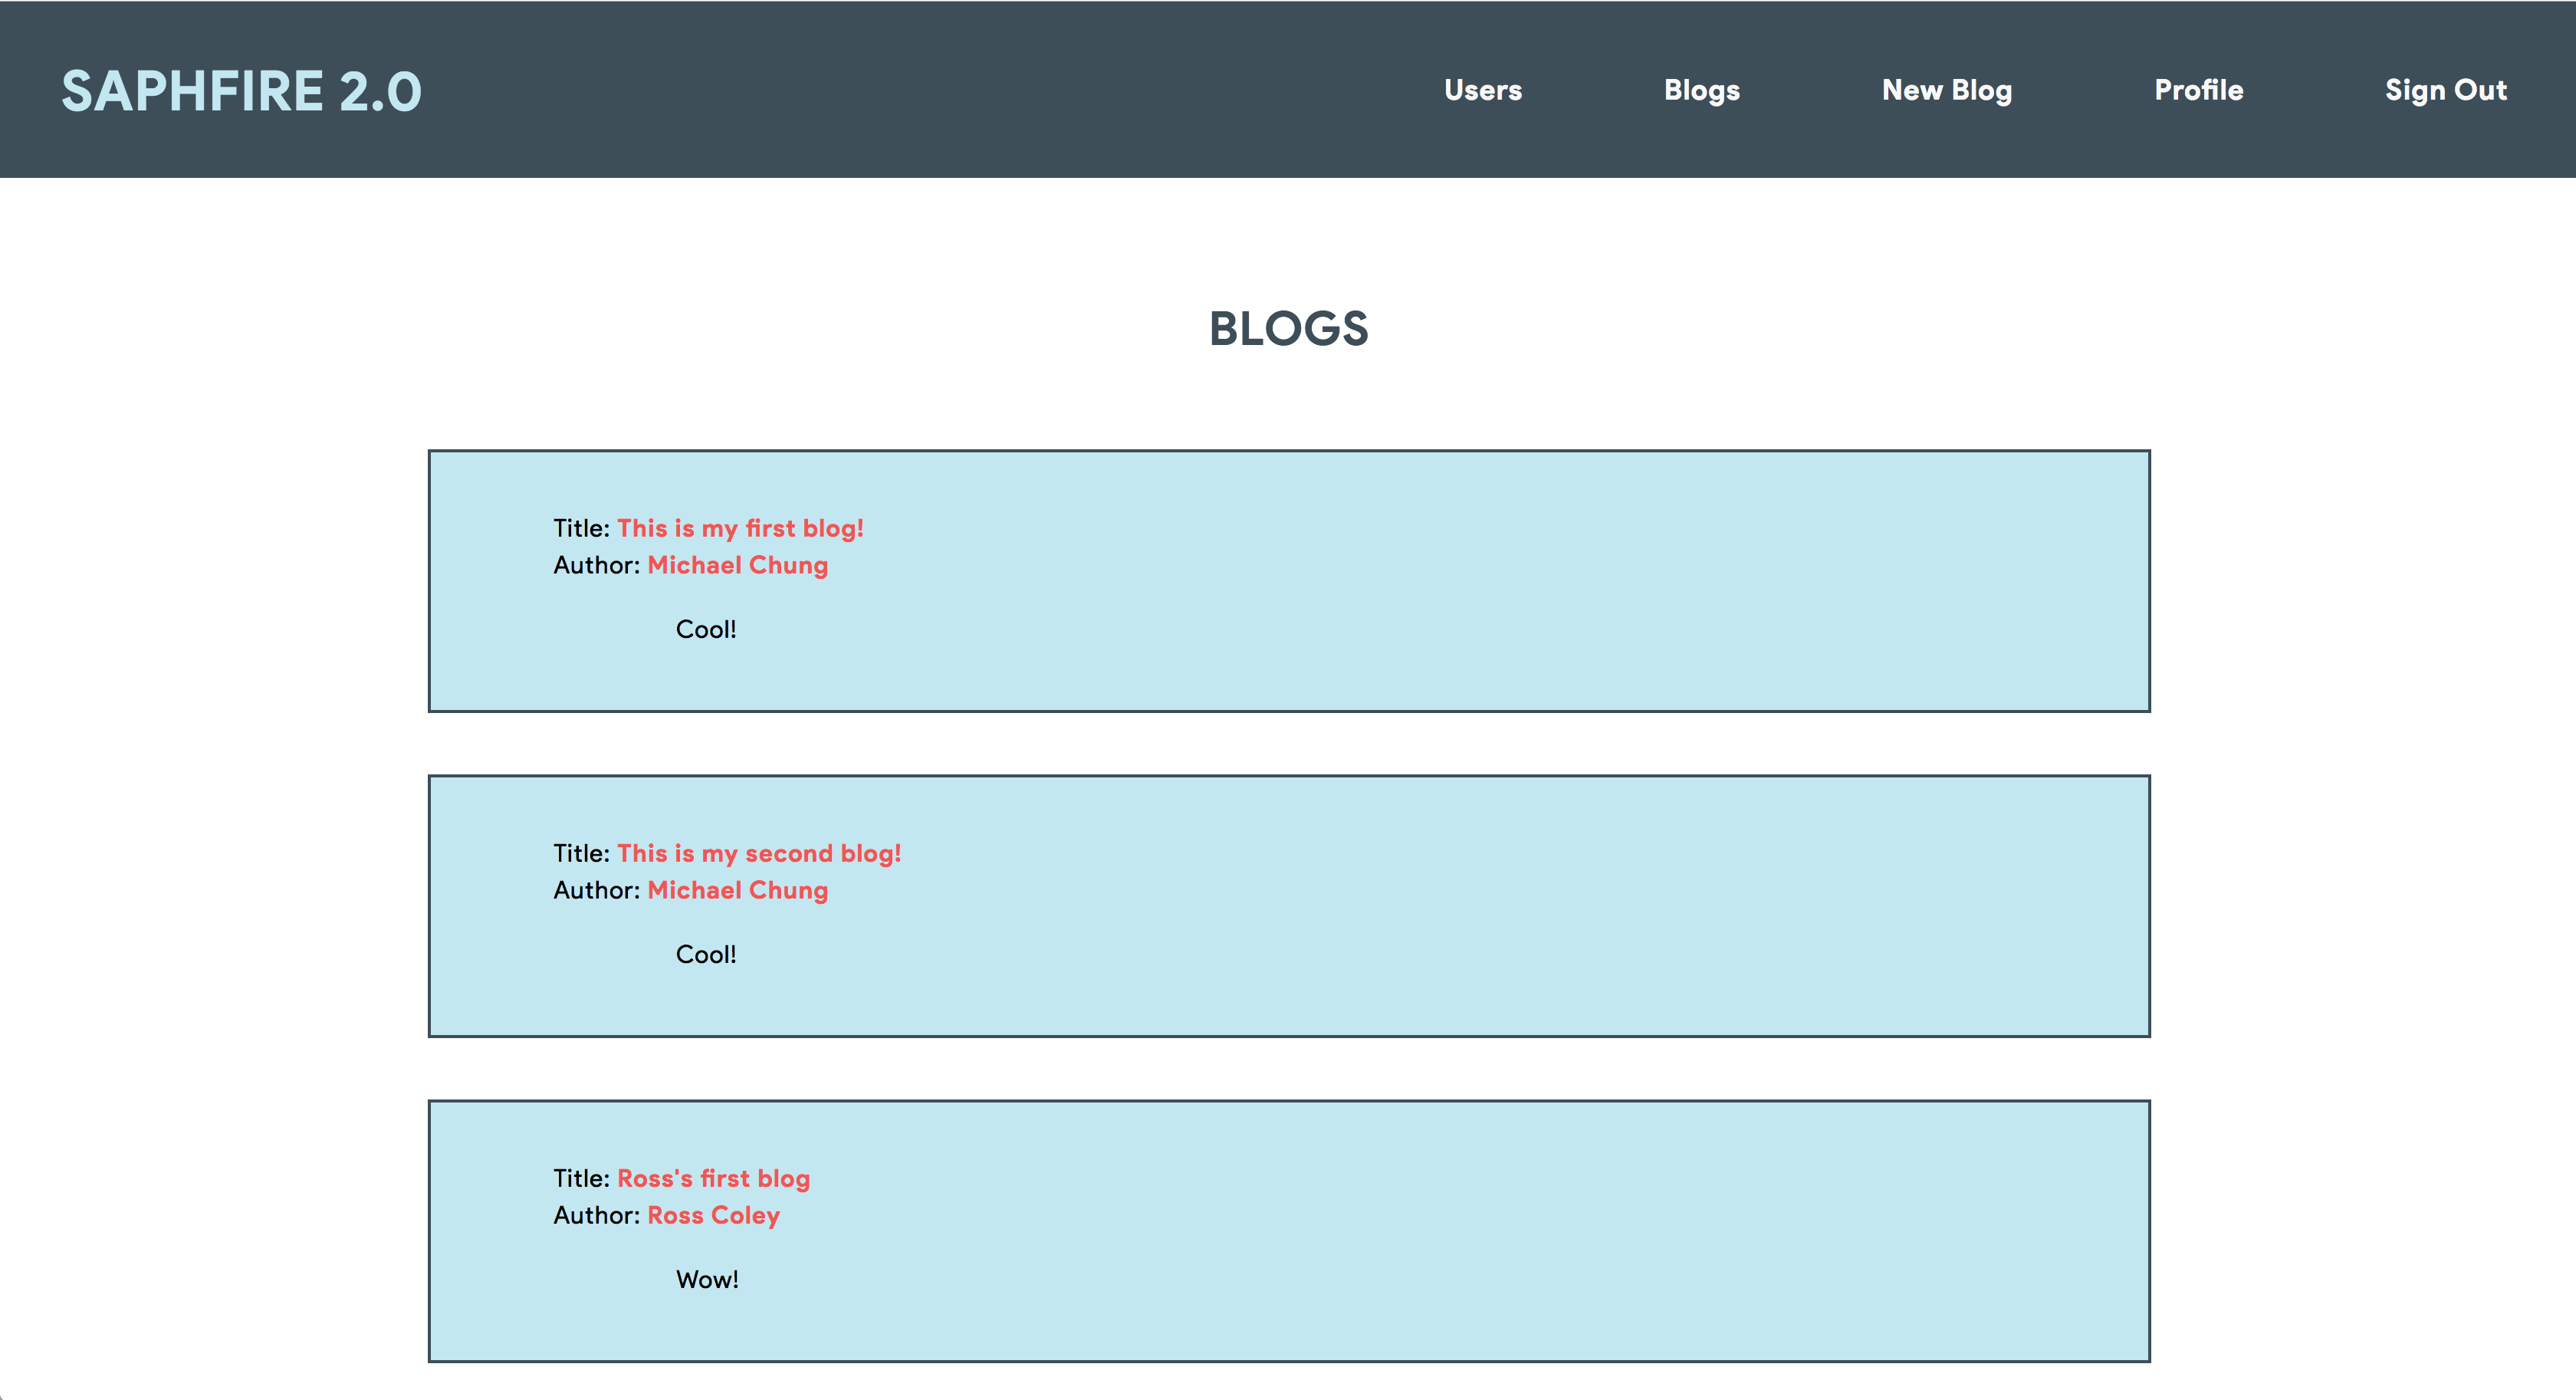 SAPHFIRE 2.0 Users Blogs New Blog Profile Sign Out
BLOGS
Title: This is my first blog!
Author: Michael Chung
Cool!
Title: This is my second blog!
Author: Michael Chung
Cool!
Title: Ross's first blog
Author: Ross Coley
Wow!